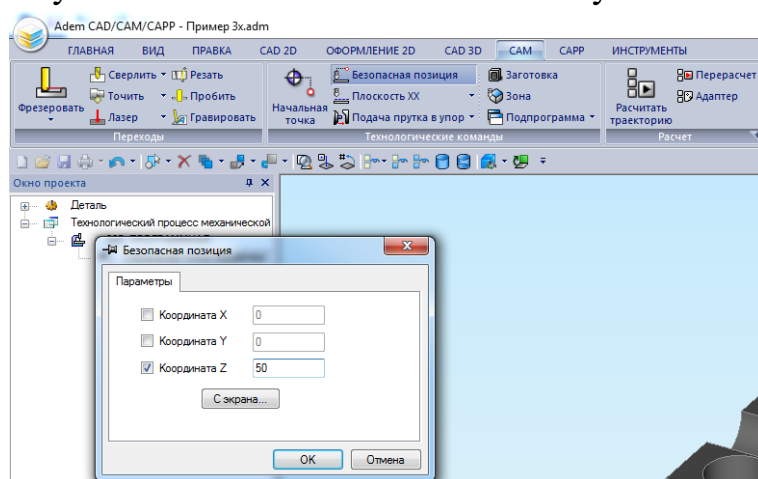 Adem CAD/CAM/CAPP - Пример 3x.adm
ГЛАВНАЯ ВИД ПРАВКА CAD 2D ОФОРМЛЕНИЕ 2D CAD 3D CAM CAPP ИНСТРУМЕНТЫ
Сверлить Резать Безопасная позиция Заготовка Перерасчет
Фрезеровать Точить Пробить Начальная точка Плоскость XX Зона Расчитать траекторию Адаптер
Лазер Гравировать Подача прутка в упор Подпрограмма
Переходы Технологические команды Расчет
Окно проекта
Деталь
Технологический процесс механической
Безопасная позиция
Параметры
Координата X 0
Координата Y 0
Координата Z 50
С экрана...
OK Отмена